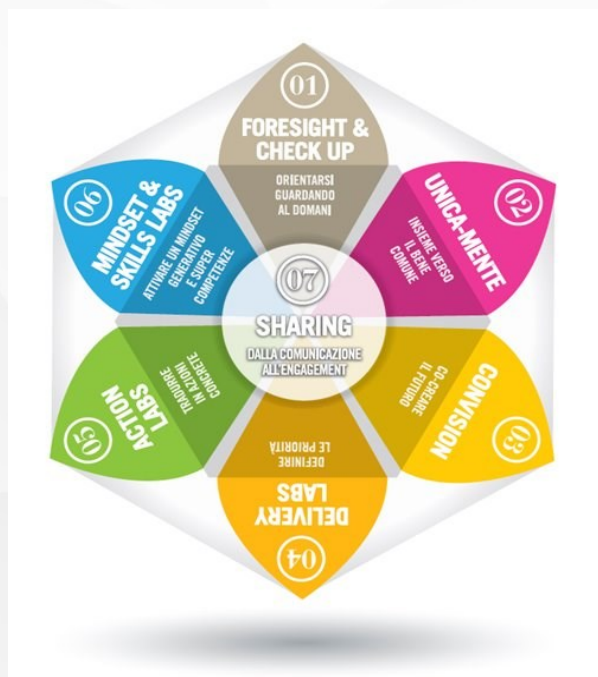 01
FORESIGHT &
CHECK UP
ORIENTARSI
GUARDANDO
AL DOMANI
02
UNICA-MENTE
INSIEME VERSO
IL BENE
COMUNE
03
CONVISION
CO-CREARE
IL FUTURO
04
DELIVERY
LABS
DEFINIRE
LE PRIORITÀ
05
ACTION
LABS
TRADURRE
IN AZIONI
CONCRETE
06
MINDSET &
SKILLS LABS
ATTIVARE UN MINDSET
GENERATIVO
E SUPER
COMPETENZE
07
SHARING
DALLA COMUNICAZIONE
ALL'ENGAGEMENT